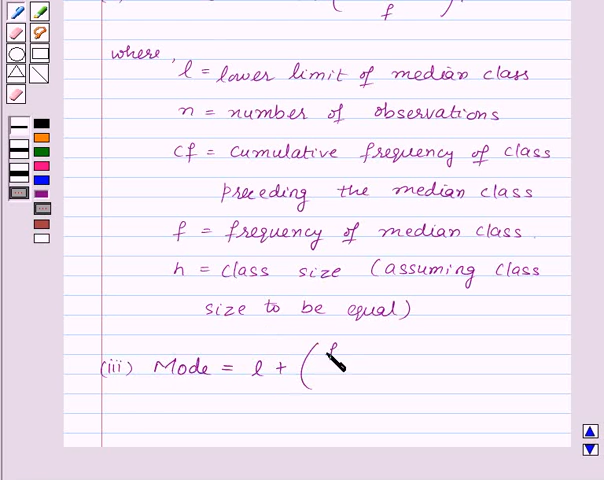 f
where,
l = lower limit of median class
n = number of observations
cf = cumulative frequency of class
preceding the median class
f = frequency of median class.
h = class size (assuming class
size to be equal)
(iii) Mode = l + ( f